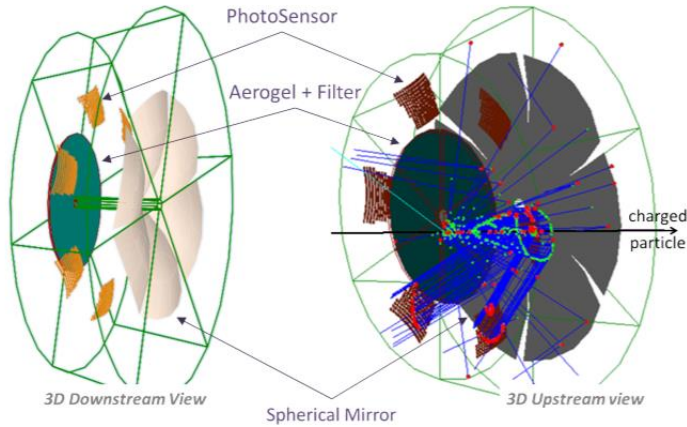 PhotoSensor
Aerogel + Filter
charged
particle
3D Downstream View
3D Upstream view
Spherical Mirror